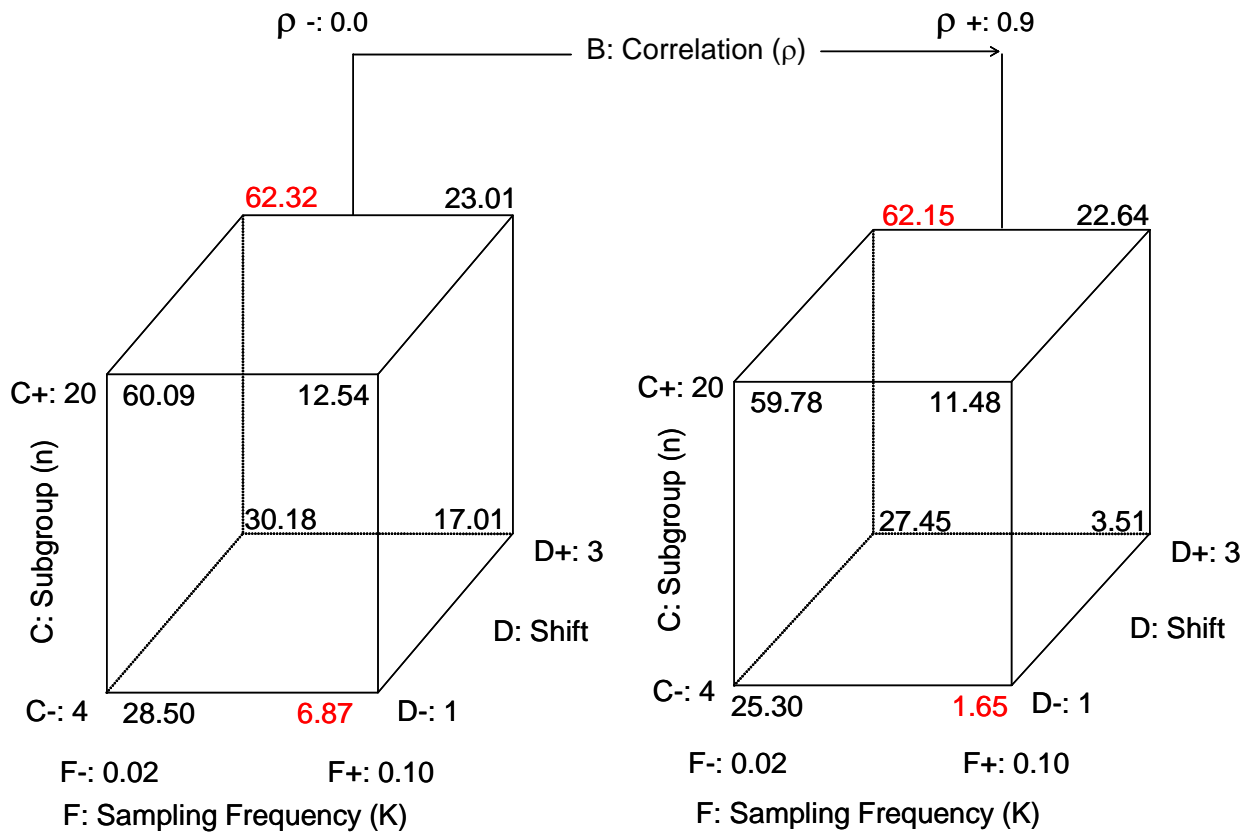 ρ -: 0.0
ρ +: 0.9
B: Correlation (ρ)
62.32 23.01
62.15 22.64
C+: 20 60.09 12.54
C+: 20 59.78 11.48
C: Subgroup (n)
C: Subgroup (n)
30.18 17.01
27.45 3.51
D+: 3
D+: 3
D: Shift
D: Shift
C-: 4 28.50 6.87 D-: 1
C-: 4 25.30 1.65 D-: 1
F-: 0.02 F+: 0.10
F-: 0.02 F+: 0.10
F: Sampling Frequency (K)
F: Sampling Frequency (K)